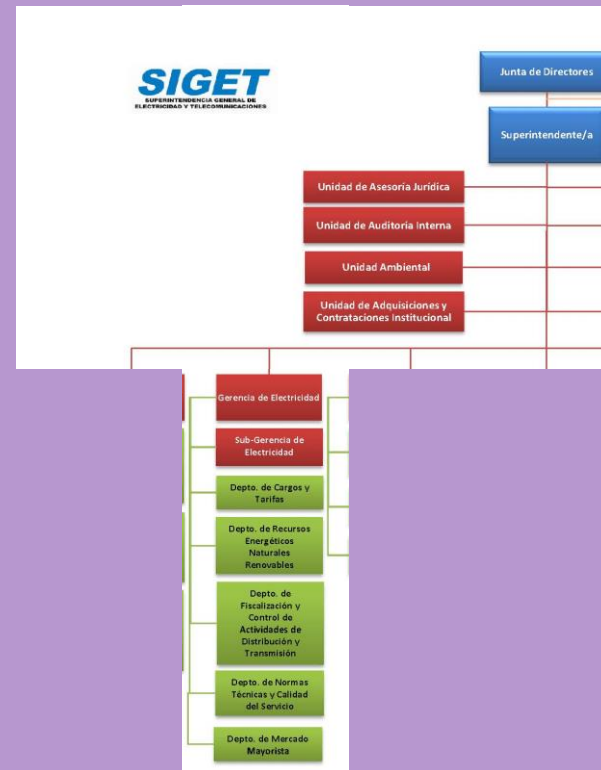 SIGET
SUPERINTENDENCIA GENERAL DE
ELECTRICIDAD Y TELECOMUNICACIONES
Junta de Directores
Superintendente/a
Unidad de Asesoría Jurídica
Unidad de Auditoría Interna
Unidad Ambiental
Unidad de Adquisiciones y
Contrataciones Institucional
Gerencia de Electricidad
Sub-Gerencia de
Electricidad
Depto. de Cargos y
Tarifas
Depto. de Recursos
Energéticos
Naturales
Renovables
Depto. de
Fiscalización y
Control de
Actividades de
Distribución y
Transmisión
Depto. de Normas
Técnicas y Calidad
del Servicio
Depto. de Mercado
Mayorista